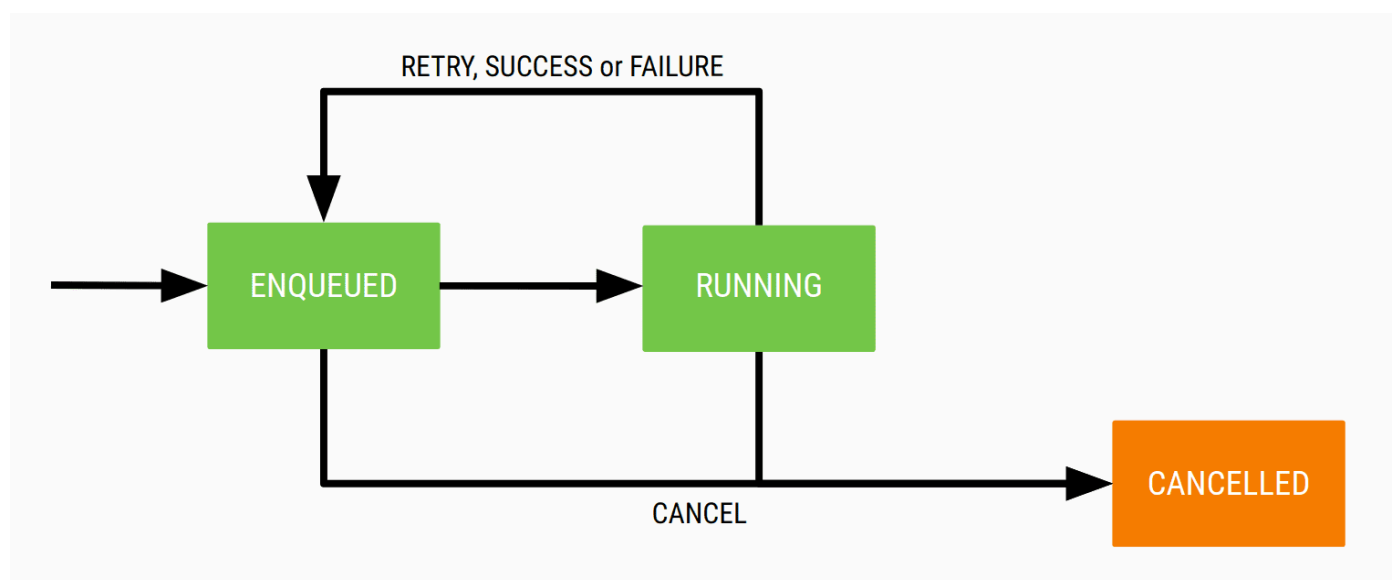 RETRY, SUCCESS or FAILURE
ENQUEUED
RUNNING
CANCELLED
CANCEL